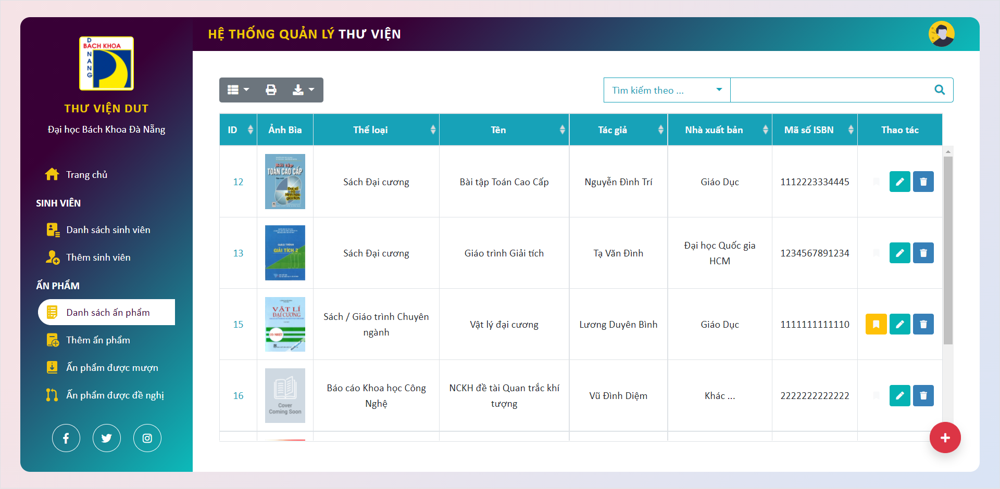 D
BACH KHOA
N
A
N
G
THƯ VIỆN DUT
Đại học Bách Khoa Đà Nẵng
Trang chủ
SINH VIÊN
Danh sách sinh viên
Thêm sinh viên
ẤN PHẨM
Danh sách ấn phẩm
Thêm ấn phẩm
Ấn phẩm được mượn
Ấn phẩm được đề nghị
HỆ THỐNG QUẢN LÝ THƯ VIỆN
Tìm kiếm theo ...
ID Ảnh Bìa Thể loại Tên Tác giả Nhà xuất bản Mã số ISBN Thao tác
Bài tập
TOÁN CAO CẤP
Đại số
và
Hình học
giải tích
12 Sách Đại cương Bài tập Toán Cao Cấp Nguyễn Đình Trí Giáo Dục 1112223334445
GIÁO TRÌNH
GIẢI TÍCH 2
13 Sách Đại cương Giáo trình Giải tích Tạ Văn Đình Đại học Quốc gia
HCM 1234567891234
VẬT LÍ
ĐẠI CƯƠNG
CƠ-NHIỆT
15 Sách / Giáo trình Chuyên
ngành Vật lý đại cương Lương Duyên Bình Giáo Dục 1111111111110
Cover
Coming Soon
16 Báo cáo Khoa học Công
Nghệ NCKH đề tài Quan trắc khí
tượng Vũ Đình Diệm Khác ... 2222222222222